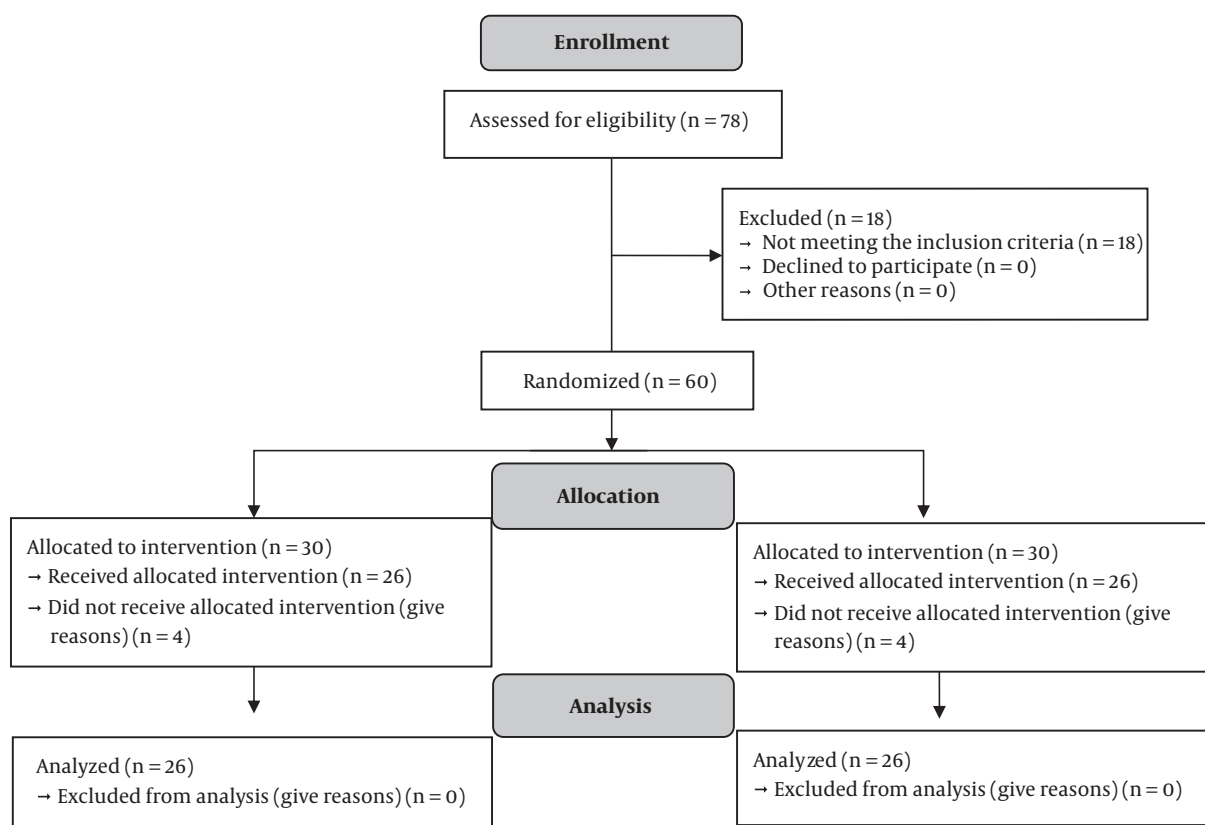 Enrollment
Assessed for eligibility (n = 78)
Excluded (n = 18)
→ Not meeting the inclusion criteria (n = 18)
→ Declined to participate (n = 0)
→ Other reasons (n = 0)
Randomized (n = 60)
Allocation
Allocated to intervention (n = 30)
→ Received allocated intervention (n = 26)
→ Did not receive allocated intervention (give
reasons) (n = 4)
Allocated to intervention (n = 30)
→ Received allocated intervention (n = 26)
→ Did not receive allocated intervention (give
reasons) (n = 4)
Analysis
Analyzed (n = 26)
→ Excluded from analysis (give reasons) (n = 0)
Analyzed (n = 26)
→ Excluded from analysis (give reasons) (n = 0)